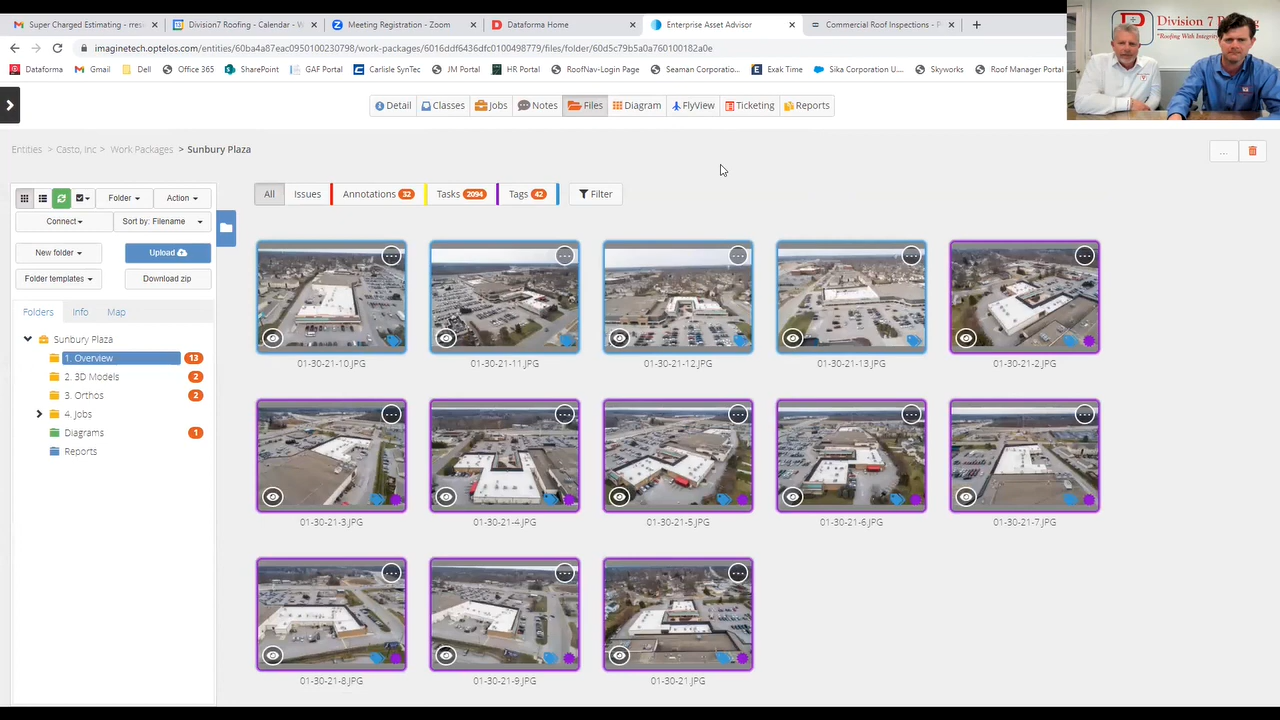 Super Charged Estimating - rrese
Division7 Roofing - Calendar - W
Meeting Registration - Zoom
Dataforma Home
Enterprise Asset Advisor
Commercial Roof Inspections - P
imaginetech.optelos.com/entities/60ba4a87eac0950100230798/
Dataforma
Gmail
Dell
Office 365
SharePoint
GAF Portal
Carlisle SynTec
JM Portal
HR Portal
RoofNav-Login Page
Seaman Corporatio...
Exak Time
Sika Corporation U....
Skyworks
Roof Manager Portal
Division 7 Roofing
"Roofing With Integrity
Detail
Classes
Jobs
Notes
Files
Diagram
FlyView
Ticketing
Reports
Entities > Casto, Inc > Work Packages > Sunbury Plaza
...
Folder
Action
Connect
Sort by: Filename
New folder
Upload
Folder templates
Download zip
Folders
Info
Map
Sunbury Plaza
1. Overview 13
2. 3D Models 2
3. Orthos 2
4. Jobs
Diagrams 1
Reports
All
Issues
Annotations 32
Tasks 2094
Tags 42
Filter
01-30-21-10.JPG
01-30-21-11.JPG
01-30-21-12.JPG
01-30-21-13.JPG
01-30-21-2.JPG
01-30-21-3.JPG
01-30-21-4.JPG
01-30-21-5.JPG
01-30-21-6.JPG
01-30-21-7.JPG
01-30-21-8.JPG
01-30-21-9.JPG
01-30-21.JPG